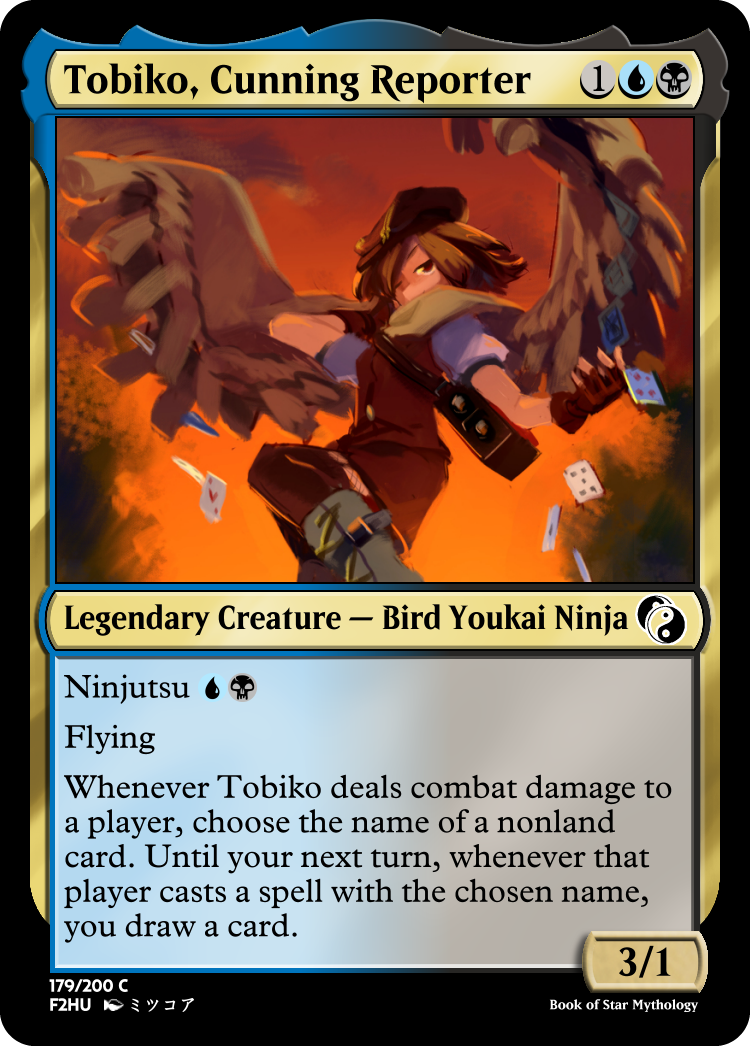 Tobiko, Cunning Reporter 1
Legendary Creature — Bird Youkai Ninja
Ninjutsu
Flying
Whenever Tobiko deals combat damage to
a player, choose the name of a nonland
card. Until your next turn, whenever that
player casts a spell with the chosen name,
you draw a card.
3/1
179/200 C
F2HU ミツコア
Book of Star Mythology